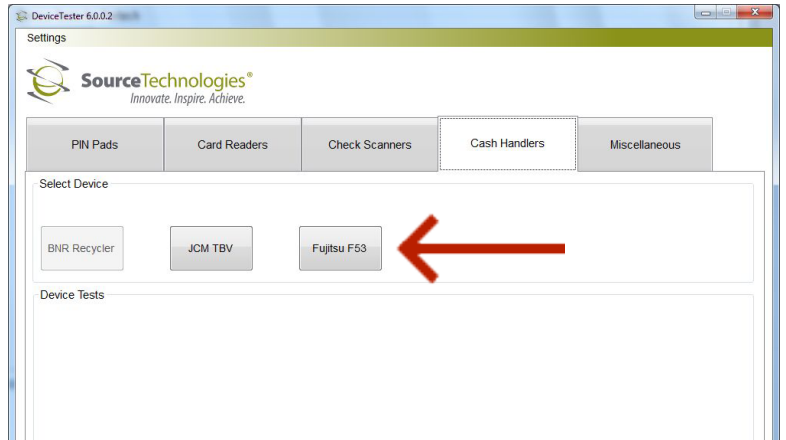 DeviceTester 6.0.0.2
Settings
SourceTechnologies®
Innovate. Inspire. Achieve.
PIN Pads Card Readers Check Scanners Cash Handlers Miscellaneous
Select Device
BNR Recycler JCM TBV Fujitsu F53
Device Tests